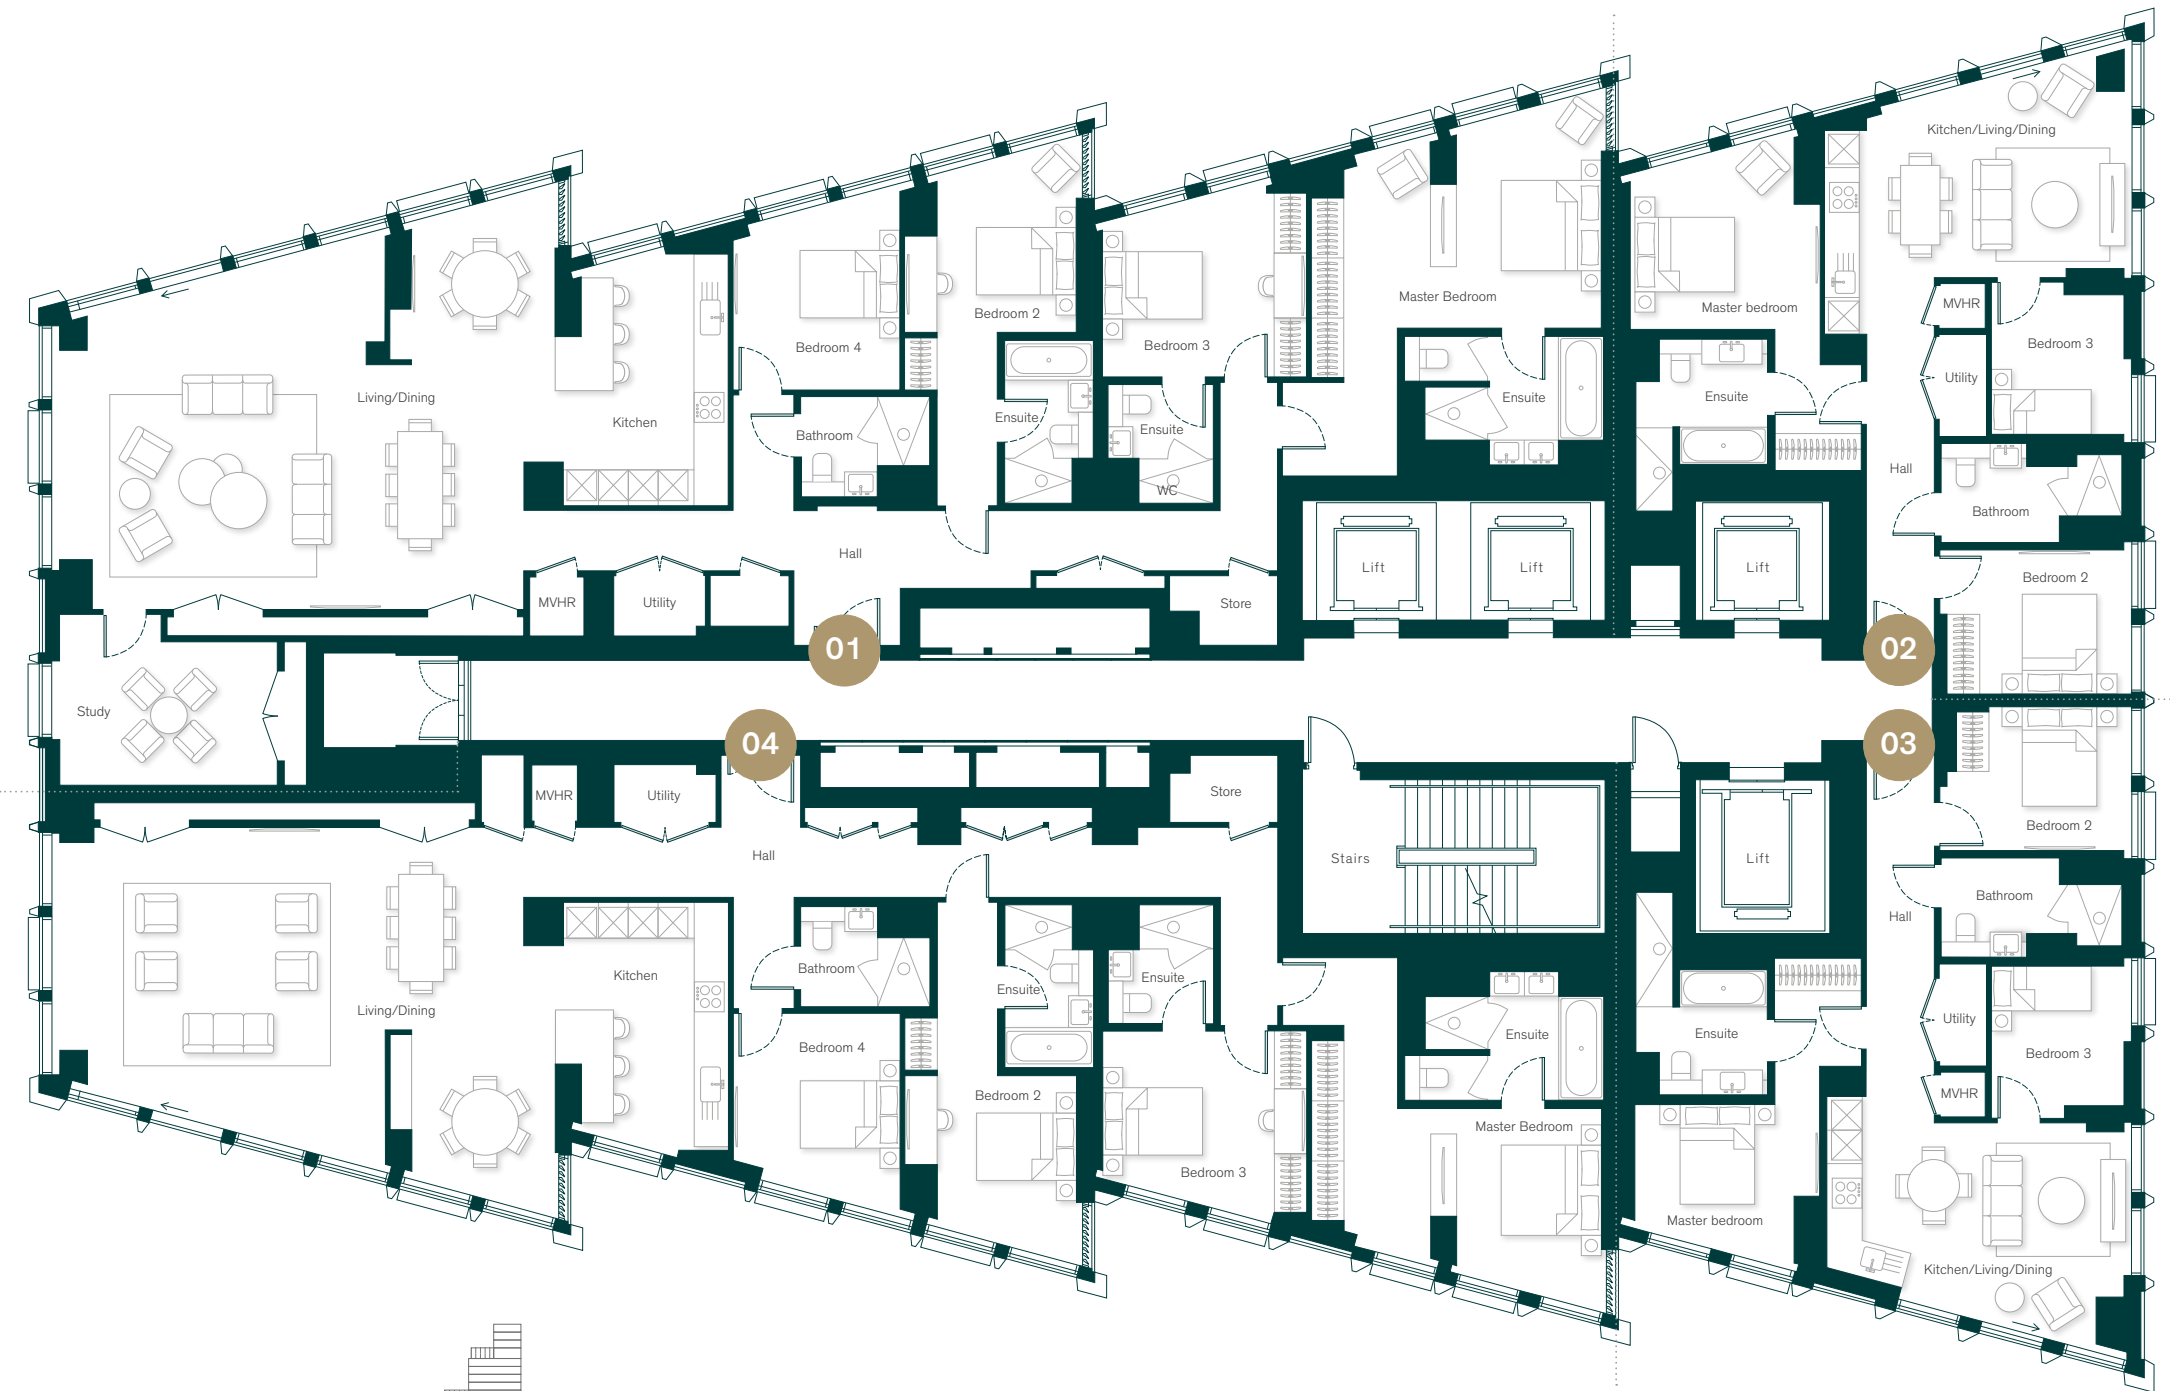 Kitchen/Living/Dining
Master Bedroom
MVHR
Master bedroom
Bedroom 2
Bedroom 3
Bedroom 3
Bedroom 4
Utility
Living/Dining
Ensuite
Ensuite
Kitchen
Ensuite
Ensuite
Bathroom
Hall
WC
Bathroom
Hall
Lift
Lift
Lift
Bedroom 2
MVHR
Utility
Store
01
02
Study
04
03
MVHR
Utility
Store
Bedroom 2
Hall
Stairs
Lift
Bathroom
Hall
Kitchen
Bathroom
Ensuite
Ensuite
Living/Dining
Utility
Ensuite
Ensuite
Bedroom 4
Bedroom 3
Bedroom 2
MVHR
Master Bedroom
Bedroom 3
Master bedroom
Kitchen/Living/Dining